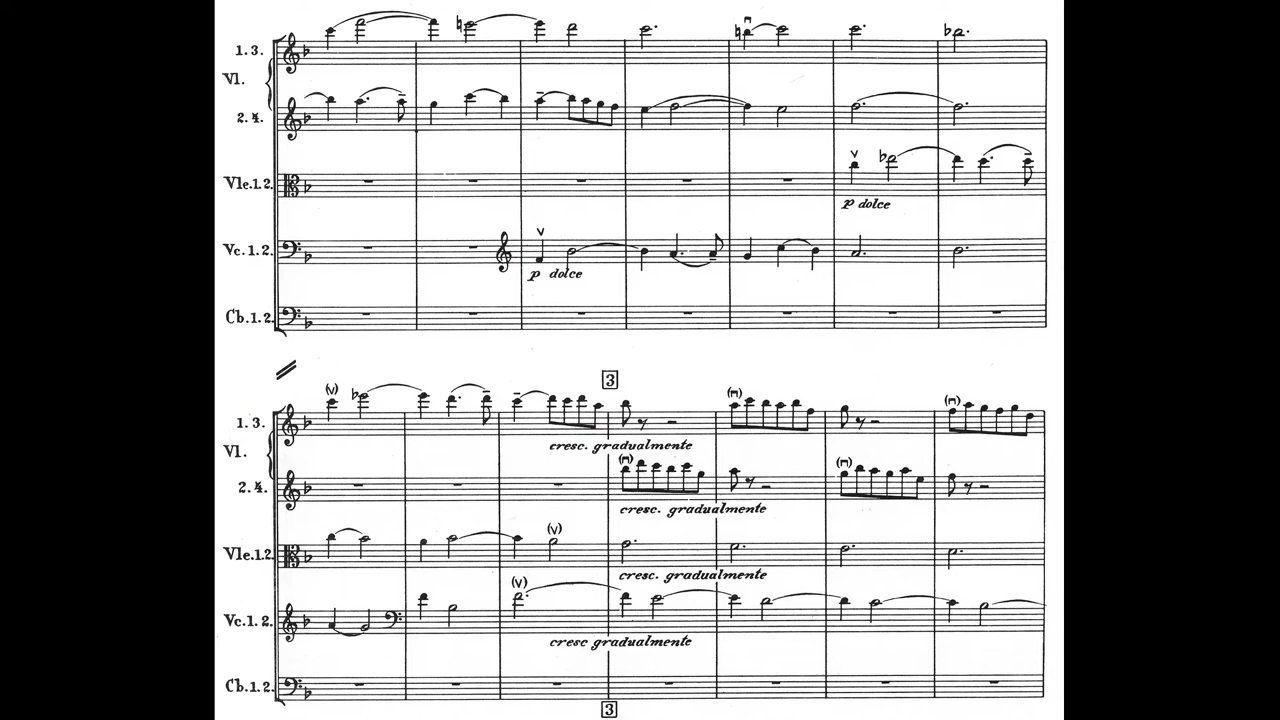 1. 3.
Vl.
2. 4.
Vle. 1. 2.
p dolce
Vc. 1. 2.
p dolce
Cb. 1. 2.
3
1. 3.
cresc. gradualmente
Vl.
2. 4.
cresc. gradualmente
Vle. 1. 2.
cresc. gradualmente
Vc. 1. 2.
cresc gradualmente
Cb. 1. 2.
3